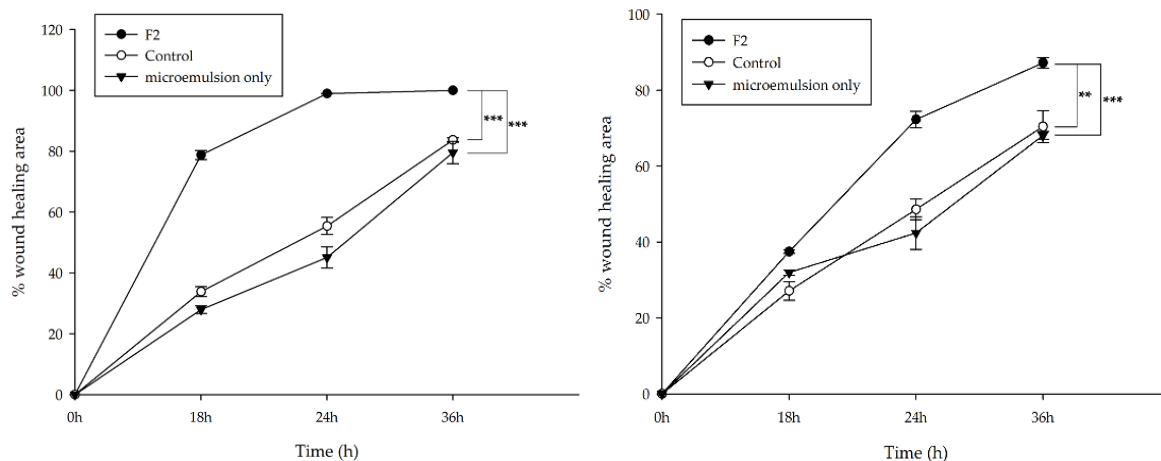 120
100
80
60
40
20
0
% wound healing area
F2
Control
microemulsion only
***
***
0h
18h
24h
36h
Time (h)
100
80
60
40
20
0
% wound healing area
F2
Control
microemulsion only
**
***
0h
18h
24h
36h
Time (h)